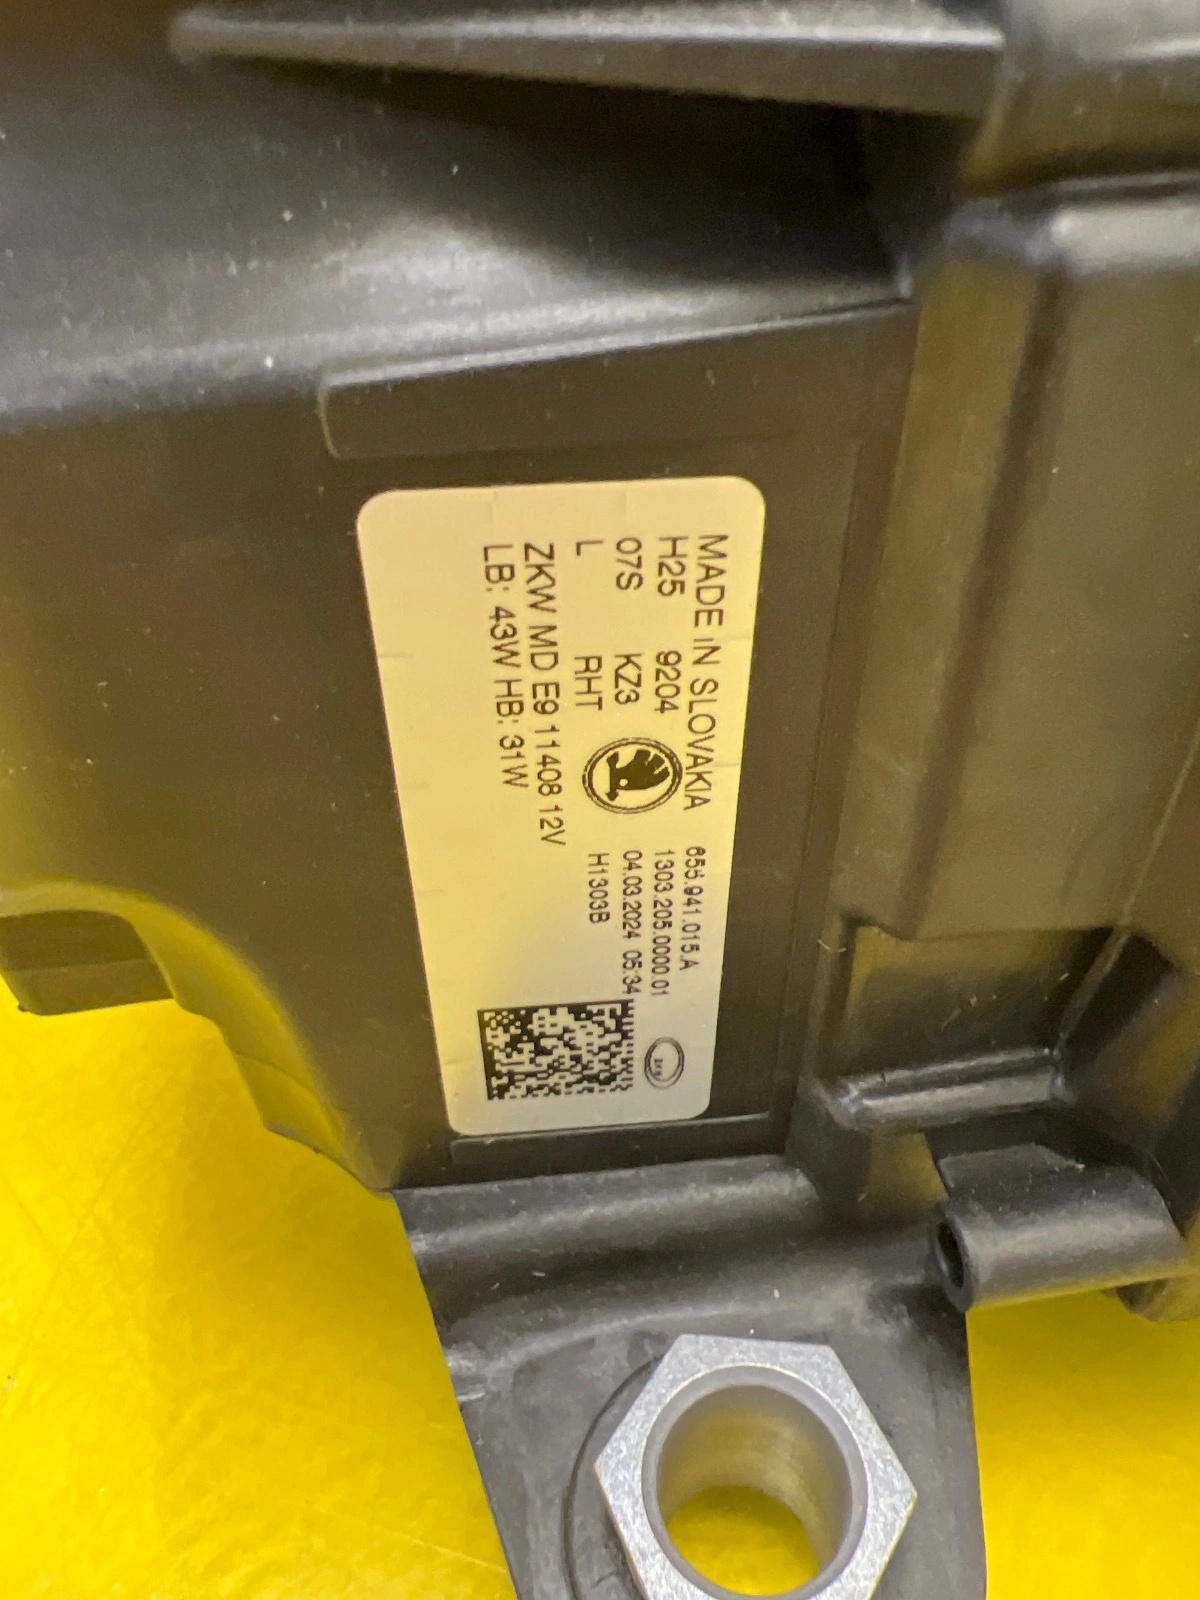 MADE IN SLOVAKIA
H25 9204
07S KZ3
L RHT
ZKW MD E9 11408 12V
LB: 43W HB: 31W
655.941.015.A
1303.205.0000.01
04.03.2024 05:34
H1303B